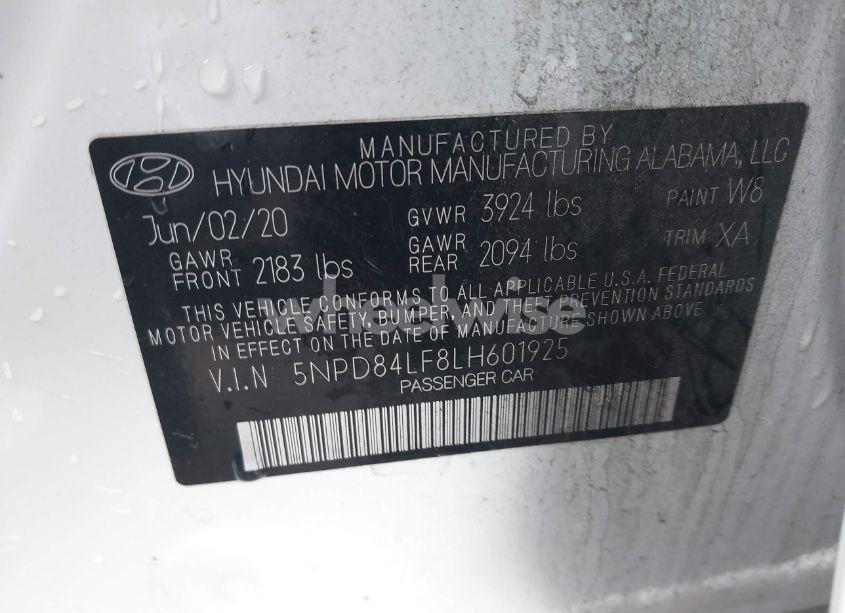 MANUFACTURED BY
HYUNDAI MOTOR MANUFACTURING ALABAMA, LLC
Jun/02/20 GVWR 3924 lbs PAINT W8
GAWR FRONT 2183 lbs GAWR REAR 2094 lbs TRIM XA
THIS VEHICLE CONFORMS TO ALL APPLICABLE U.S.A. FEDERAL
MOTOR VEHICLE SAFETY, BUMPER, AND THEFT PREVENTION STANDARDS
IN EFFECT ON THE DATE OF MANUFACTURE SHOWN ABOVE
V.I.N 5NPD84LF8LH601925
PASSENGER CAR
wheelwise